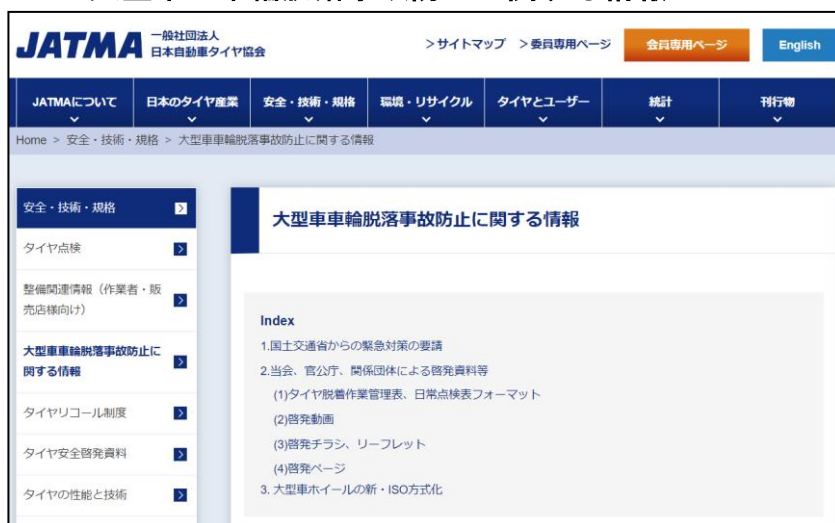 JATMA 一般社団法人
日本自動車タイヤ協会
>サイトマップ >委員専用ページ 会員専用ページ English
JATMAについて 日本のタイヤ産業 安全・技術・規格 環境・リサイクル タイヤとユーザー 統計 刊行物
Home > 安全・技術・規格 > 大型車車輪脱落事故防止に関する情報
安全・技術・規格
タイヤ点検
整備関連情報（作業者・販
売店様向け）
大型車車輪脱落事故防止に
関する情報
タイヤリコール制度
タイヤ安全啓発資料
タイヤの性能と技術
大型車車輪脱落事故防止に関する情報
Index
1.国土交通省からの緊急対策の要請
2.当会、官公庁、関係団体による啓発資料等
(1)タイヤ脱着作業管理表、日常点検表フォーマット
(2)啓発動画
(3)啓発チラシ、リーフレット
(4)啓発ページ
3. 大型車ホイールの新・ISO方式化